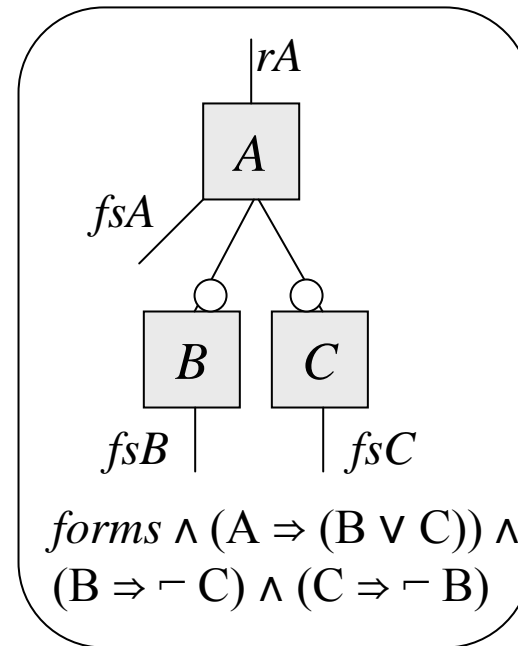 rA
A
fsA
B C
fsB fsC
forms ∧ (A ⇒ (B ∨ C)) ∧
(B ⇒ ⌐ C) ∧ (C ⇒ ⌐ B)